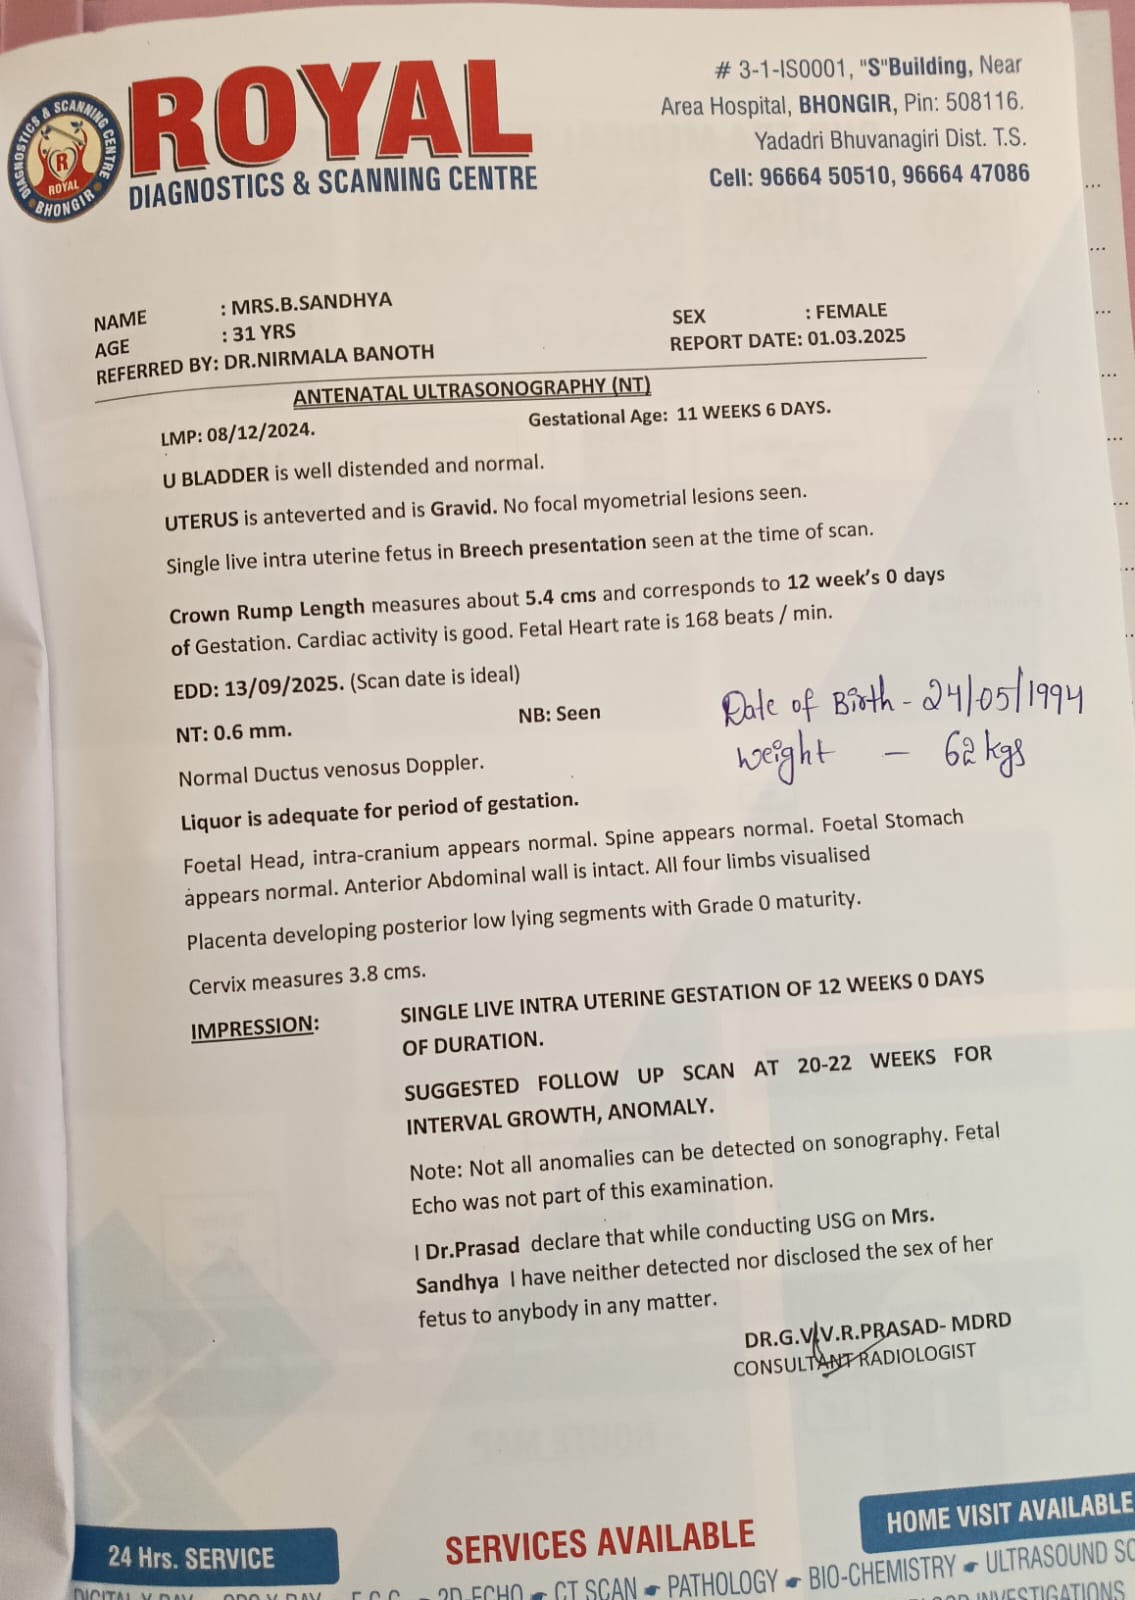 DIAGNOSTICS & SCANNING CENTRE
R
ROYAL
BHONGIR
ROYAL
DIAGNOSTICS & SCANNING CENTRE
# 3-1-IS0001, "S"Building, Near
Area Hospital, BHONGIR, Pin: 508116.
Yadadri Bhuvanagiri Dist. T.S.
Cell: 96664 50510, 96664 47086
NAME : MRS.B.SANDHYA SEX : FEMALE
AGE : 31 YRS REPORT DATE: 01.03.2025
REFERRED BY: DR.NIRMALA BANOTH
ANTENATAL ULTRASONOGRAPHY (NT)
LMP: 08/12/2024. Gestational Age: 11 WEEKS 6 DAYS.
U BLADDER is well distended and normal.
UTERUS is anteverted and is Gravid. No focal myometrial lesions seen.
Single live intra uterine fetus in Breech presentation seen at the time of scan.
Crown Rump Length measures about 5.4 cms and corresponds to 12 week's 0 days
of Gestation. Cardiac activity is good. Fetal Heart rate is 168 beats / min.
EDD: 13/09/2025. (Scan date is ideal)
NT: 0.6 mm. NB: Seen
Date of Birth - 24/05/1994
Weight - 62 kgs
Normal Ductus venosus Doppler.
Liquor is adequate for period of gestation.
Foetal Head, intra-cranium appears normal. Spine appears normal. Foetal Stomach
appears normal. Anterior Abdominal wall is intact. All four limbs visualised
Placenta developing posterior low lying segments with Grade 0 maturity.
Cervix measures 3.8 cms.
IMPRESSION: SINGLE LIVE INTRA UTERINE GESTATION OF 12 WEEKS 0 DAYS
OF DURATION.
SUGGESTED FOLLOW UP SCAN AT 20-22 WEEKS FOR
INTERVAL GROWTH, ANOMALY.
Note: Not all anomalies can be detected on sonography. Fetal
Echo was not part of this examination.
I Dr.Prasad declare that while conducting USG on Mrs.
Sandhya I have neither detected nor disclosed the sex of her
fetus to anybody in any matter.
DR.G.V.V.R.PRASAD- MDRD
CONSULTANT RADIOLOGIST
24 Hrs. SERVICE
SERVICES AVAILABLE
HOME VISIT AVAILABLE
2D-ECHO CT SCAN PATHOLOGY BIO-CHEMISTRY ULTRASOUND
INVESTIGATIONS